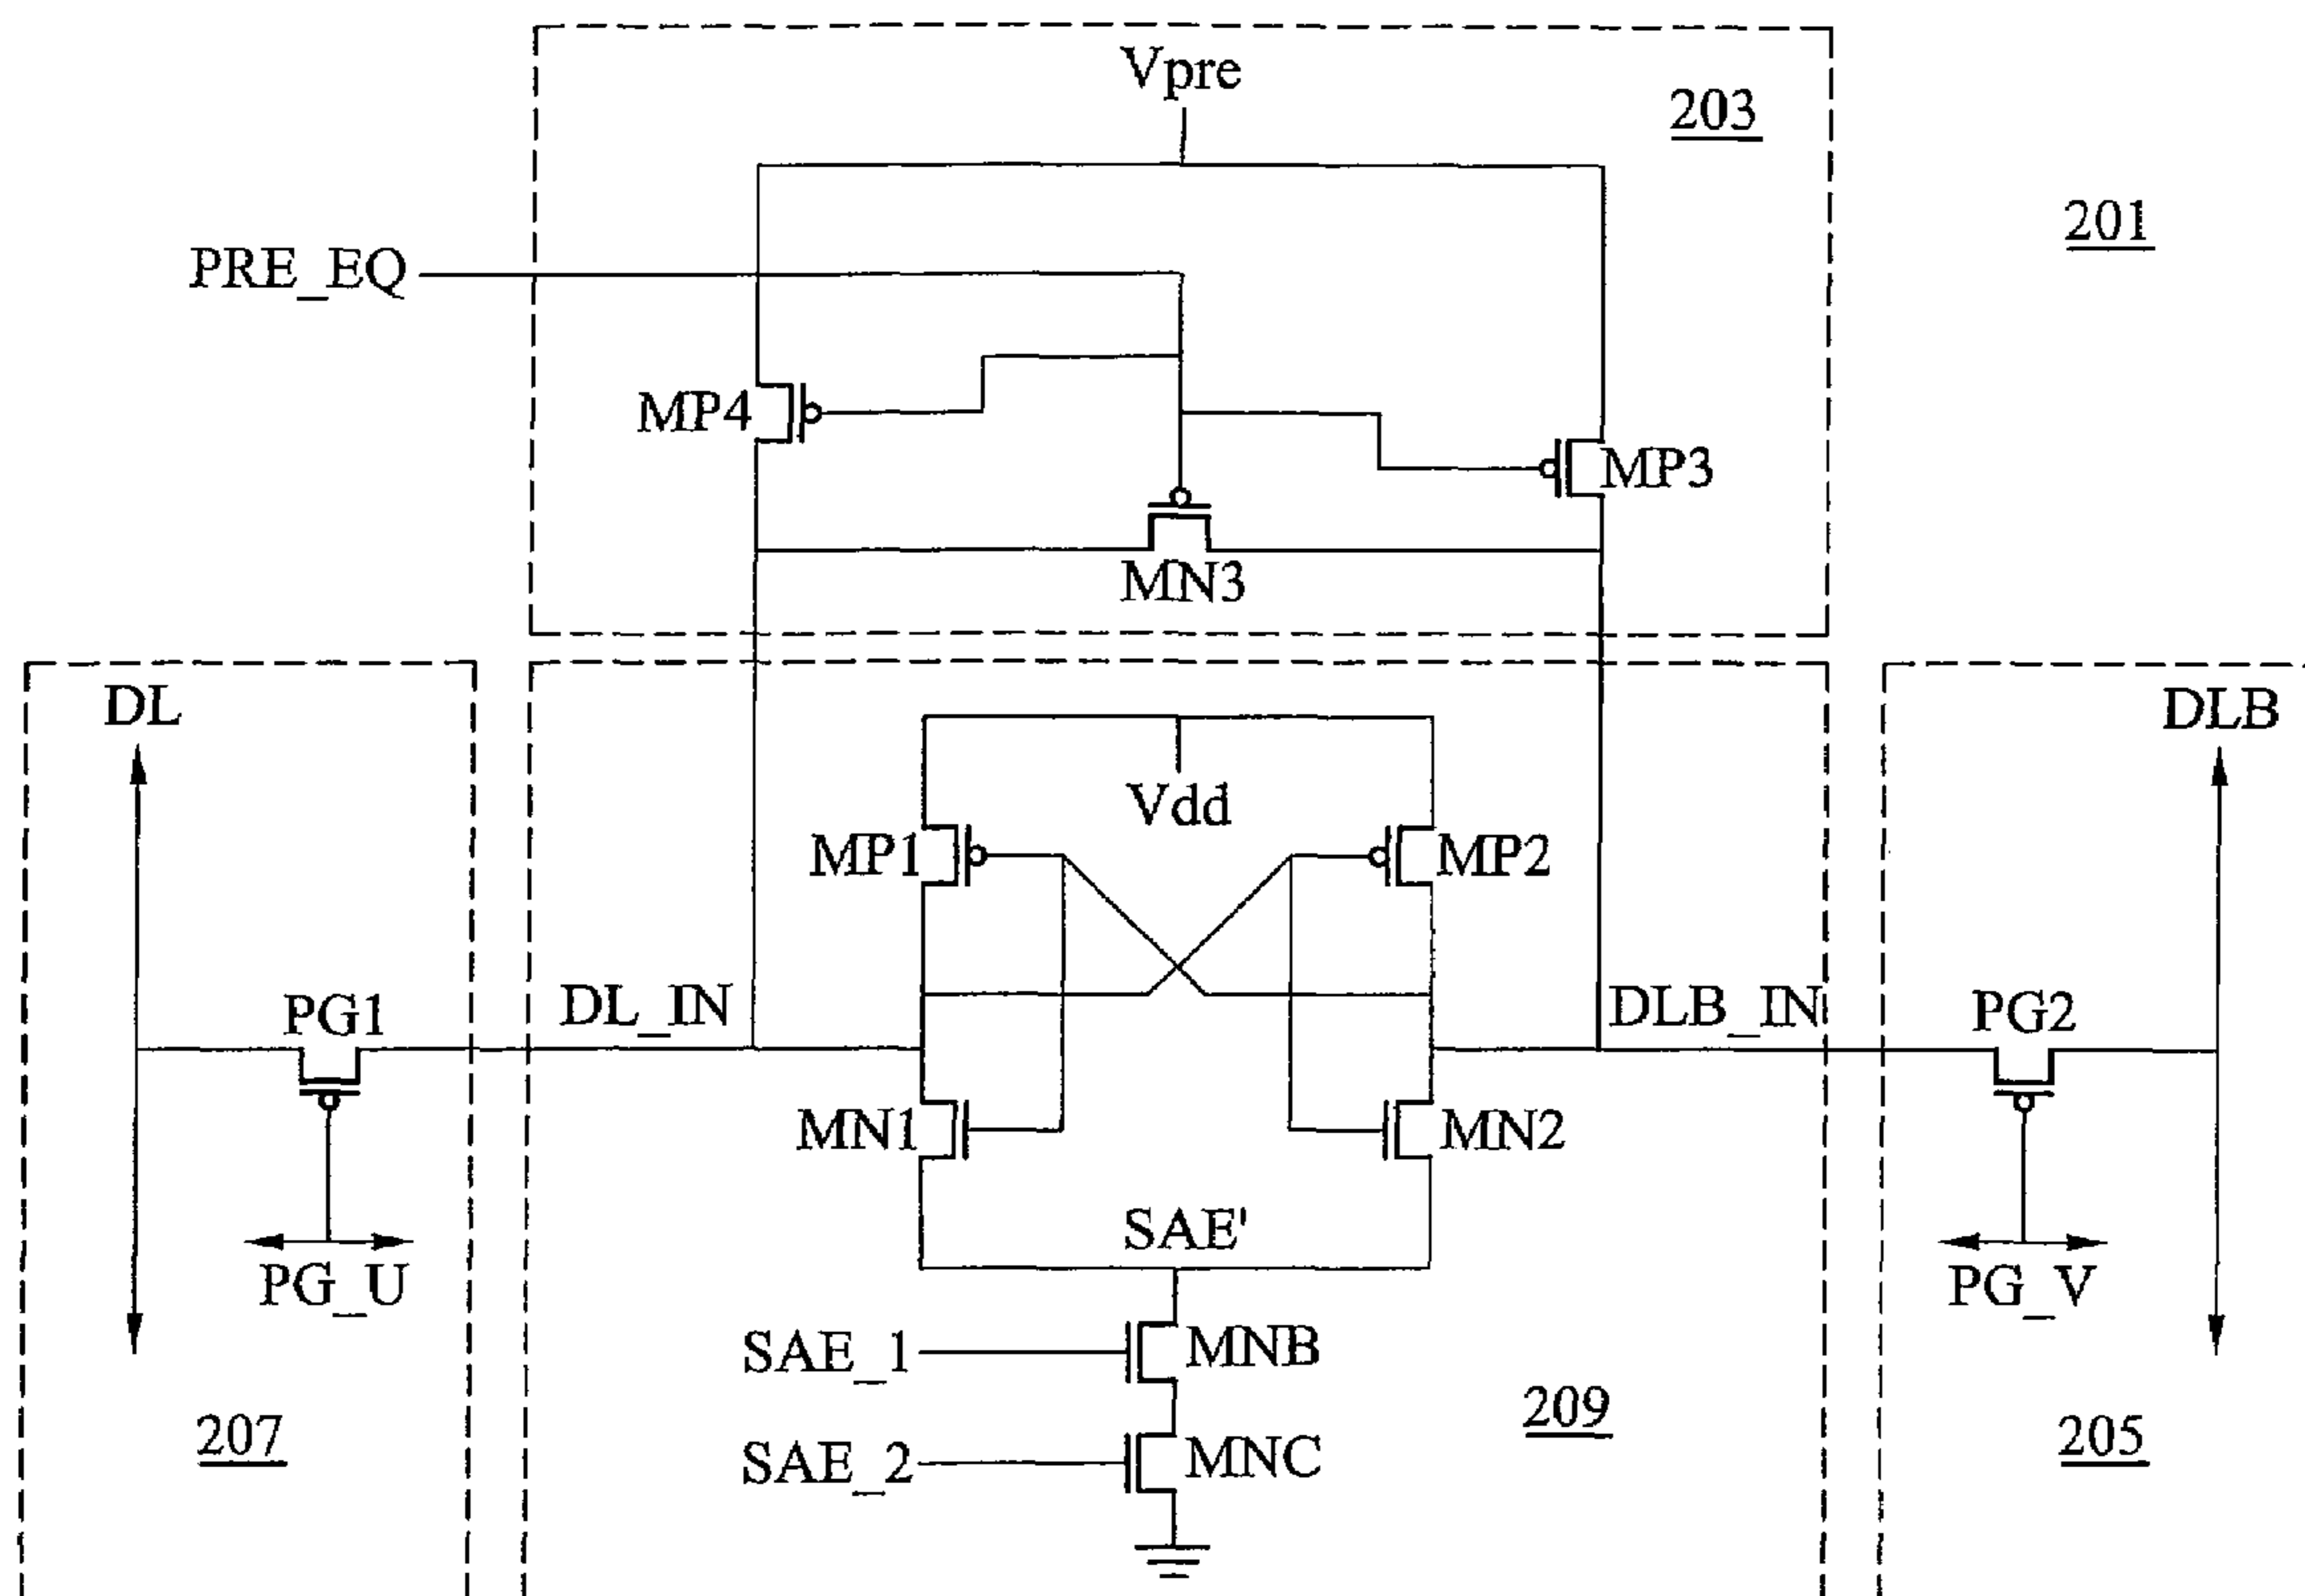 Vpre
203
201
PRE_EQ
MP4
MP3
MN3
DL
DLB
Vdd
MP1
MP2
PG1
DL_IN
DLB_IN
PG2
MN1
MN2
SAE'
PG_U
PG_V
SAE_1
MNB
207
209
205
SAE_2
MNC